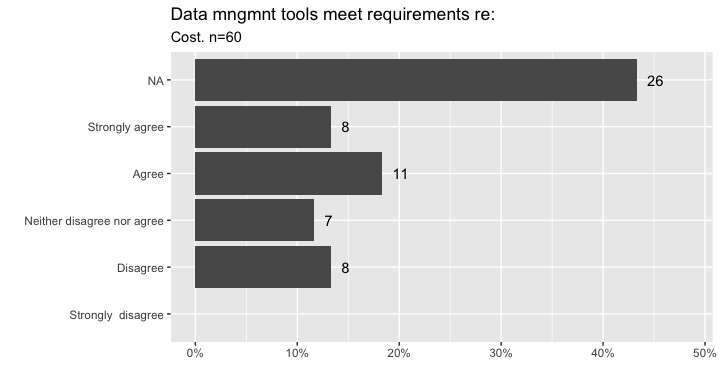 Data mngmnt tools meet requirements re:
Cost. n=60
NA
26
Strongly agree
8
Agree
11
Neither disagree nor agree
7
Disagree
8
Strongly  disagree
0%
10%
20%
30%
40%
50%